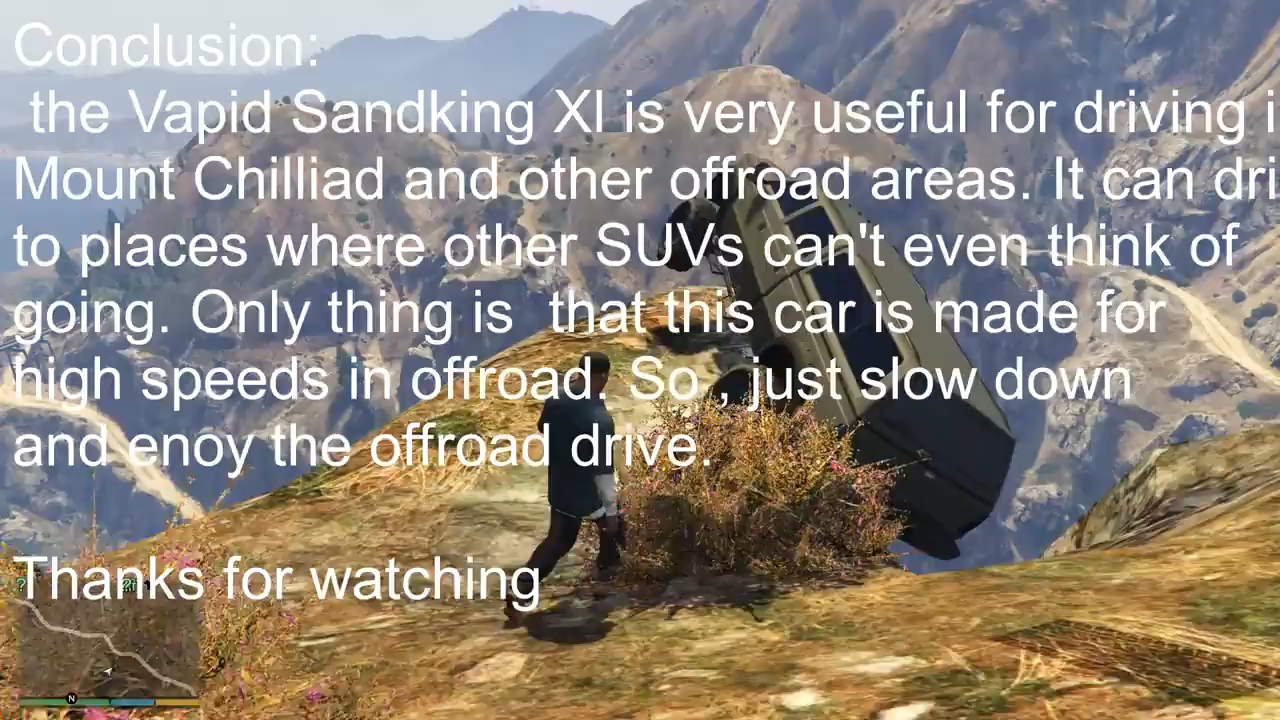 Conclusion:
the Vapid Sandking Xl is very useful for driving i
Mount Chilliad and other offroad areas. It can dri
to places where other SUVs can't even think of
going. Only thing is  that this car is made for
high speeds in offroad. So , just slow down
and enoy the offroad drive.
Thanks for watching
N